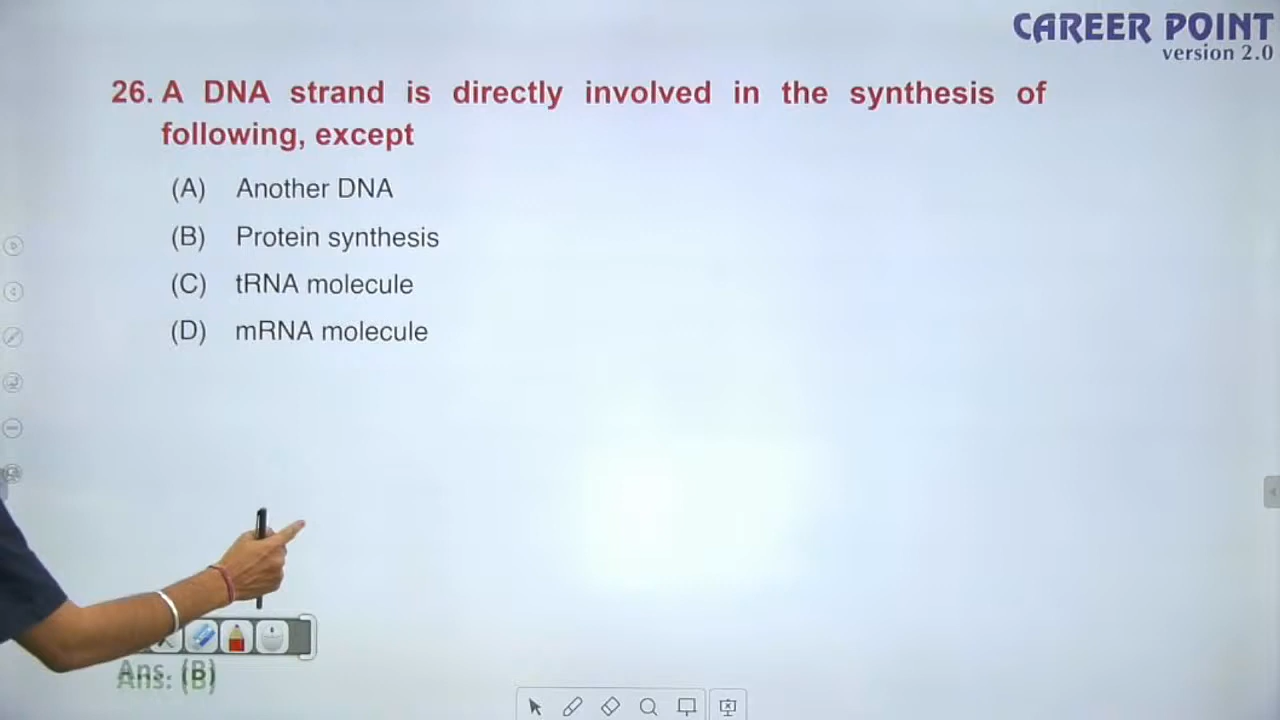 CAREER POINT
version 2.0
26. A DNA strand is directly involved in the synthesis of
following, except
(A) Another DNA
(B) Protein synthesis
(C) tRNA molecule
(D) mRNA molecule
Ans: (B)